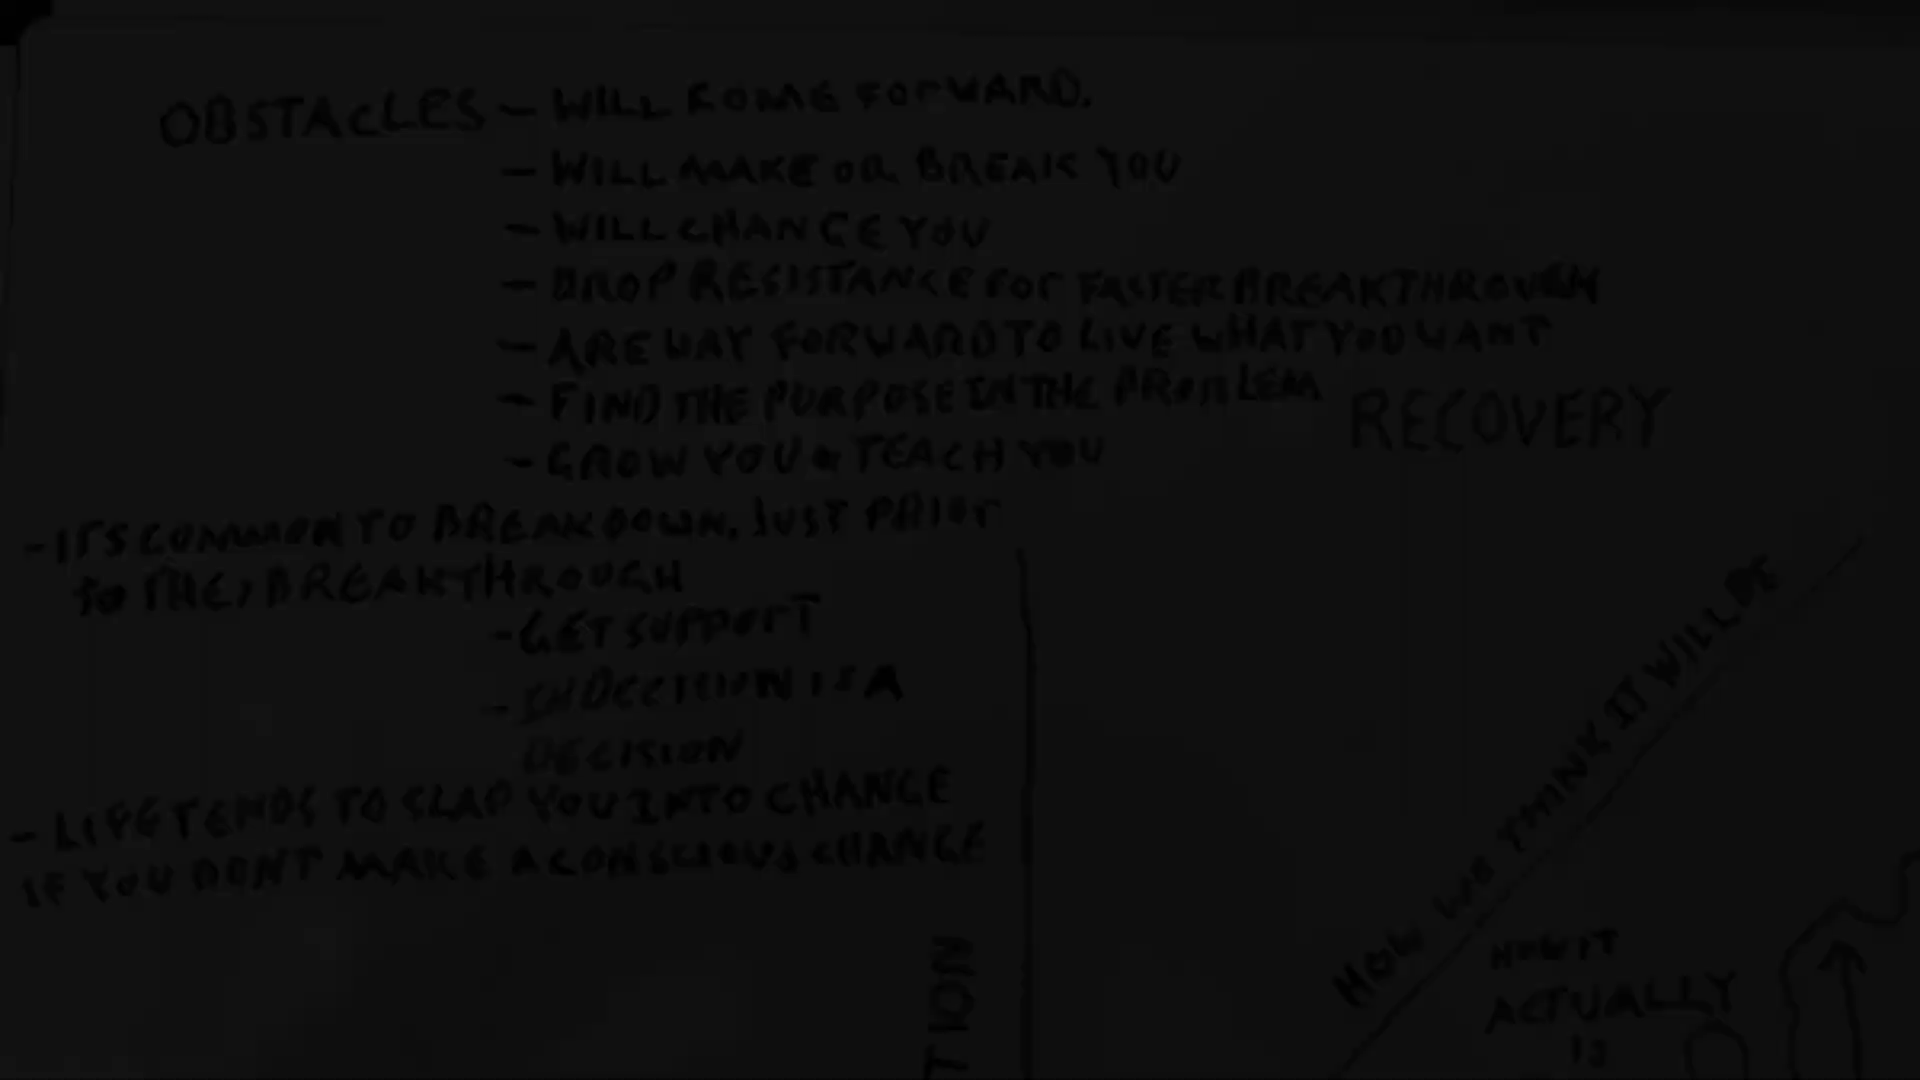 OBSTACLES - WILL COME FORWARD.
- WILL MAKE OR BREAK YOU
- WILL CHANGE YOU
- DROP RESISTANCE FOR FASTER BREAKTHROUGH
- ARE WAY FORWARD TO LIVE WHAT YOU WANT
- FIND THE PURPOSE IN THE PROBLEM
- GROW YOU & TEACH YOU
RECOVERY
- IT'S COMMON TO BREAKDOWN, JUST PRIOR
TO THE, BREAKTHROUGH
- GET SUPPORT
- INDECISION IS A
DECISION
- LIFE TENDS TO SLAP YOU INTO CHANGE
IF YOU DON'T MAKE A CONSCIOUS CHANGE
HOW WE THINK IT WILL BE
HOW IT
ACTUALLY
IS
TION